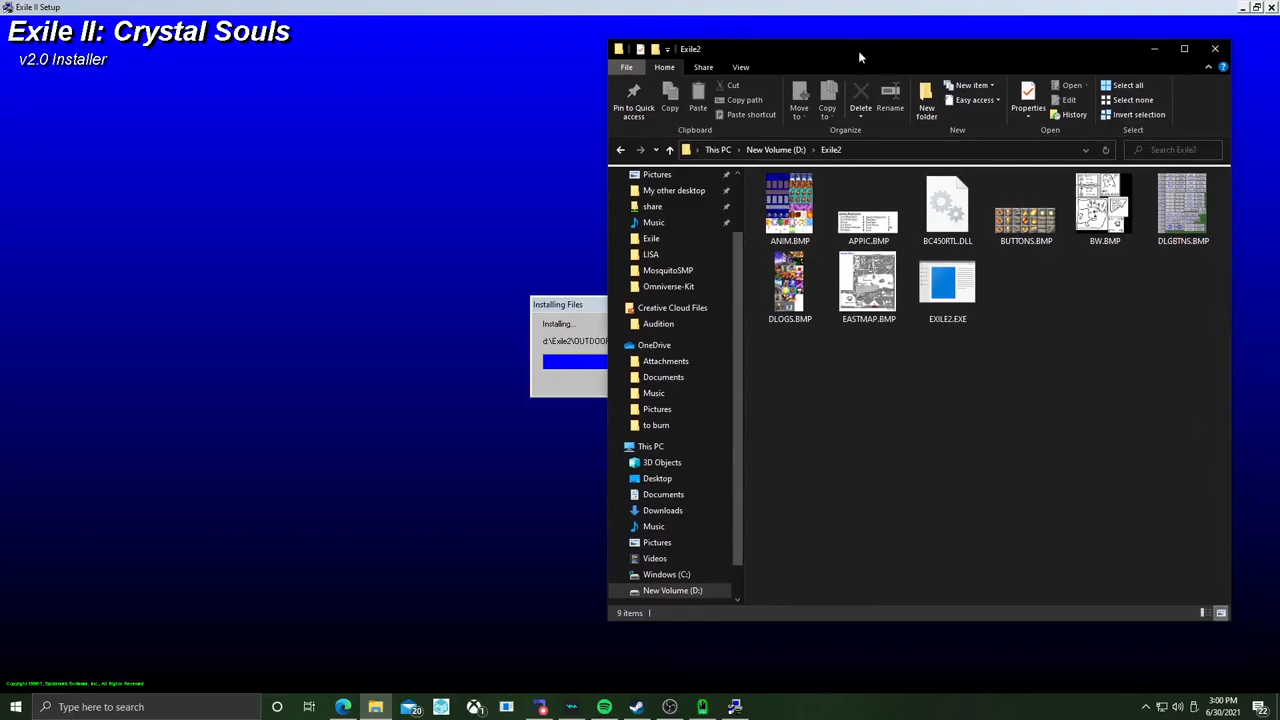 Exile II Setup
Exile II: Crystal Souls
v2.0 Installer
Exile2
File
Home
Share
View
Pin to Quick access
Copy
Paste
Cut
Copy path
Paste shortcut
Clipboard
Move to
Copy to
Delete
Rename
Organize
New folder
New item
Easy access
New
Properties
Open
Edit
History
Open
Select all
Select none
Invert selection
Select
This PC
New Volume (D:)
Exile2
Search Exile2
Pictures
My other desktop
share
Music
Exile
LISA
MosquitoSMP
Omniverse-Kit
Creative Cloud Files
Audition
OneDrive
Attachments
Documents
Music
Pictures
to burn
This PC
3D Objects
Desktop
Documents
Downloads
Music
Pictures
Videos
Windows (C:)
New Volume (D:)
ANIM.BMP
APPIC.BMP
BC450RTL.DLL
BUTTONS.BMP
BW.BMP
DLGBTNS.BMP
DLOGS.BMP
EASTMAP.BMP
EXILE2.EXE
9 items
Installing Files
Installing...
d:\Exile2\OUTDOOR
Type here to search
20
1
3:00 PM
6/30/2021
22